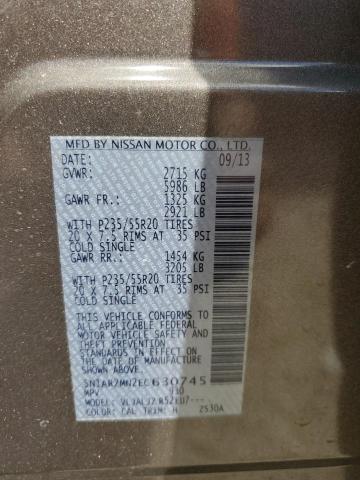 MFD BY NISSAN MOTOR CO., LTD.
DATE: 09/13
GVWR: 2715 KG
5986 LB
GAWR FR.: 1325 KG
2921 LB
WITH P235/55R20 TIRES
20 X 7.5 RIMS AT 35 PSI
COLD SINGLE
GAWR RR.: 1454 KG
3205 LB
WITH P235/55R20 TIRES
20 X 7.5 RIMS AT 35 PSI
COLD SINGLE
THIS VEHICLE CONFORMS TO
ALL APPLICABLE FEDERAL
MOTOR VEHICLE SAFETY
STANDARDS IN EFFECT ON
THE DATE OF MANUFACTURE
SHOWN ABOVE.
5N1AR2MN2EC630745
MPV
MODEL:
COLOR: CAL TRIM: H 2530A